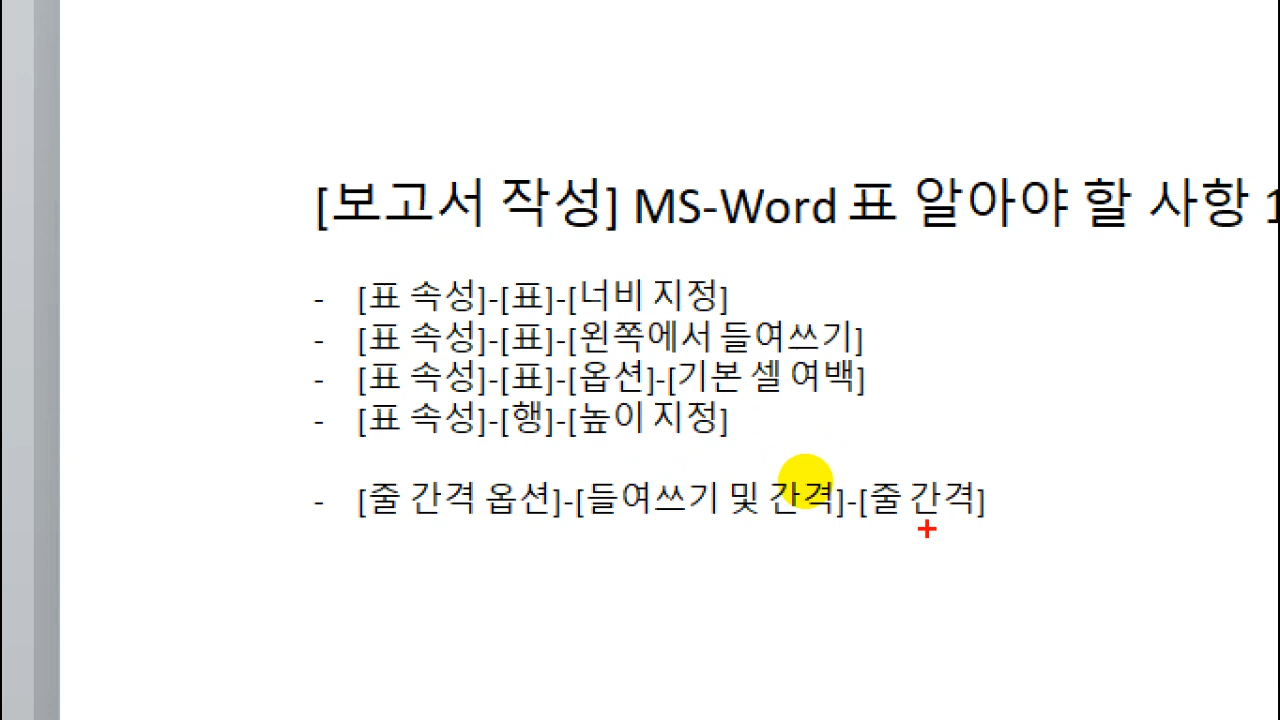 [보고서 작성] MS-Word 표 알아야 할 사항 1
- [표 속성]-[표]-[너비 지정]
- [표 속성]-[표]-[왼쪽에서 들여쓰기]
- [표 속성]-[표]-[옵션]-[기본 셀 여백]
- [표 속성]-[행]-[높이 지정]
- [줄 간격 옵션]-[들여쓰기 및 간격]-[줄 간격]